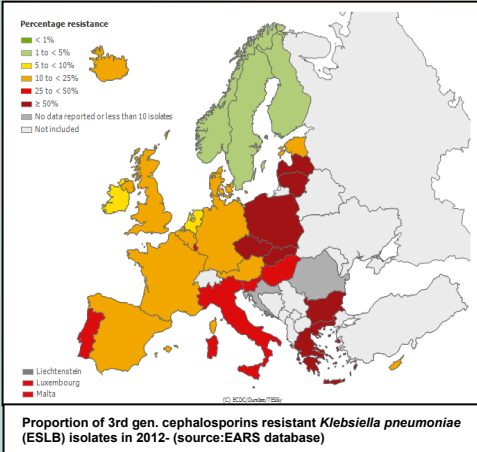 Percentage resistance
< 1%
1 to < 5%
5 to < 10%
10 to < 25%
25 to < 50%
≥ 50%
No data reported or less than 10 isolates
Not included
Liechtenstein
Luxembourg
Malta
(C) ECDC/Dundas/TESSy
Proportion of 3rd gen. cephalosporins resistant Klebsiella pneumoniae
(ESLB) isolates in 2012- (source:EARS database)